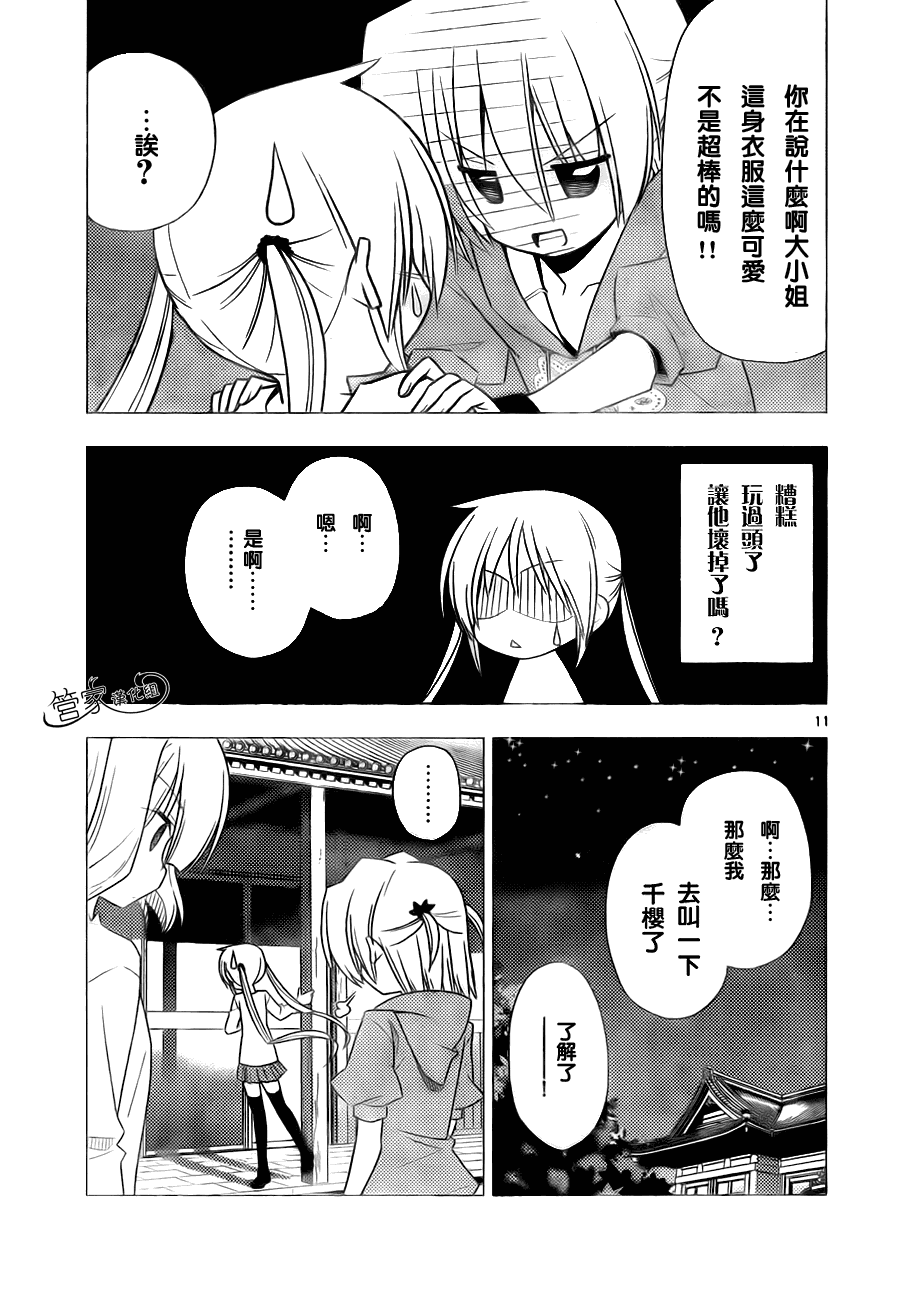 你在說什麼啊大小姐
這身衣服這麼可愛
不是超棒的嗎!!
…誒?
糟糕
玩過頭了
讓他壞掉了嗎?
啊…
嗯…
是啊……
………
管家漢化組
11
啊…那麼…
那麼我
去叫一下
千櫻了
了解了
——!
………